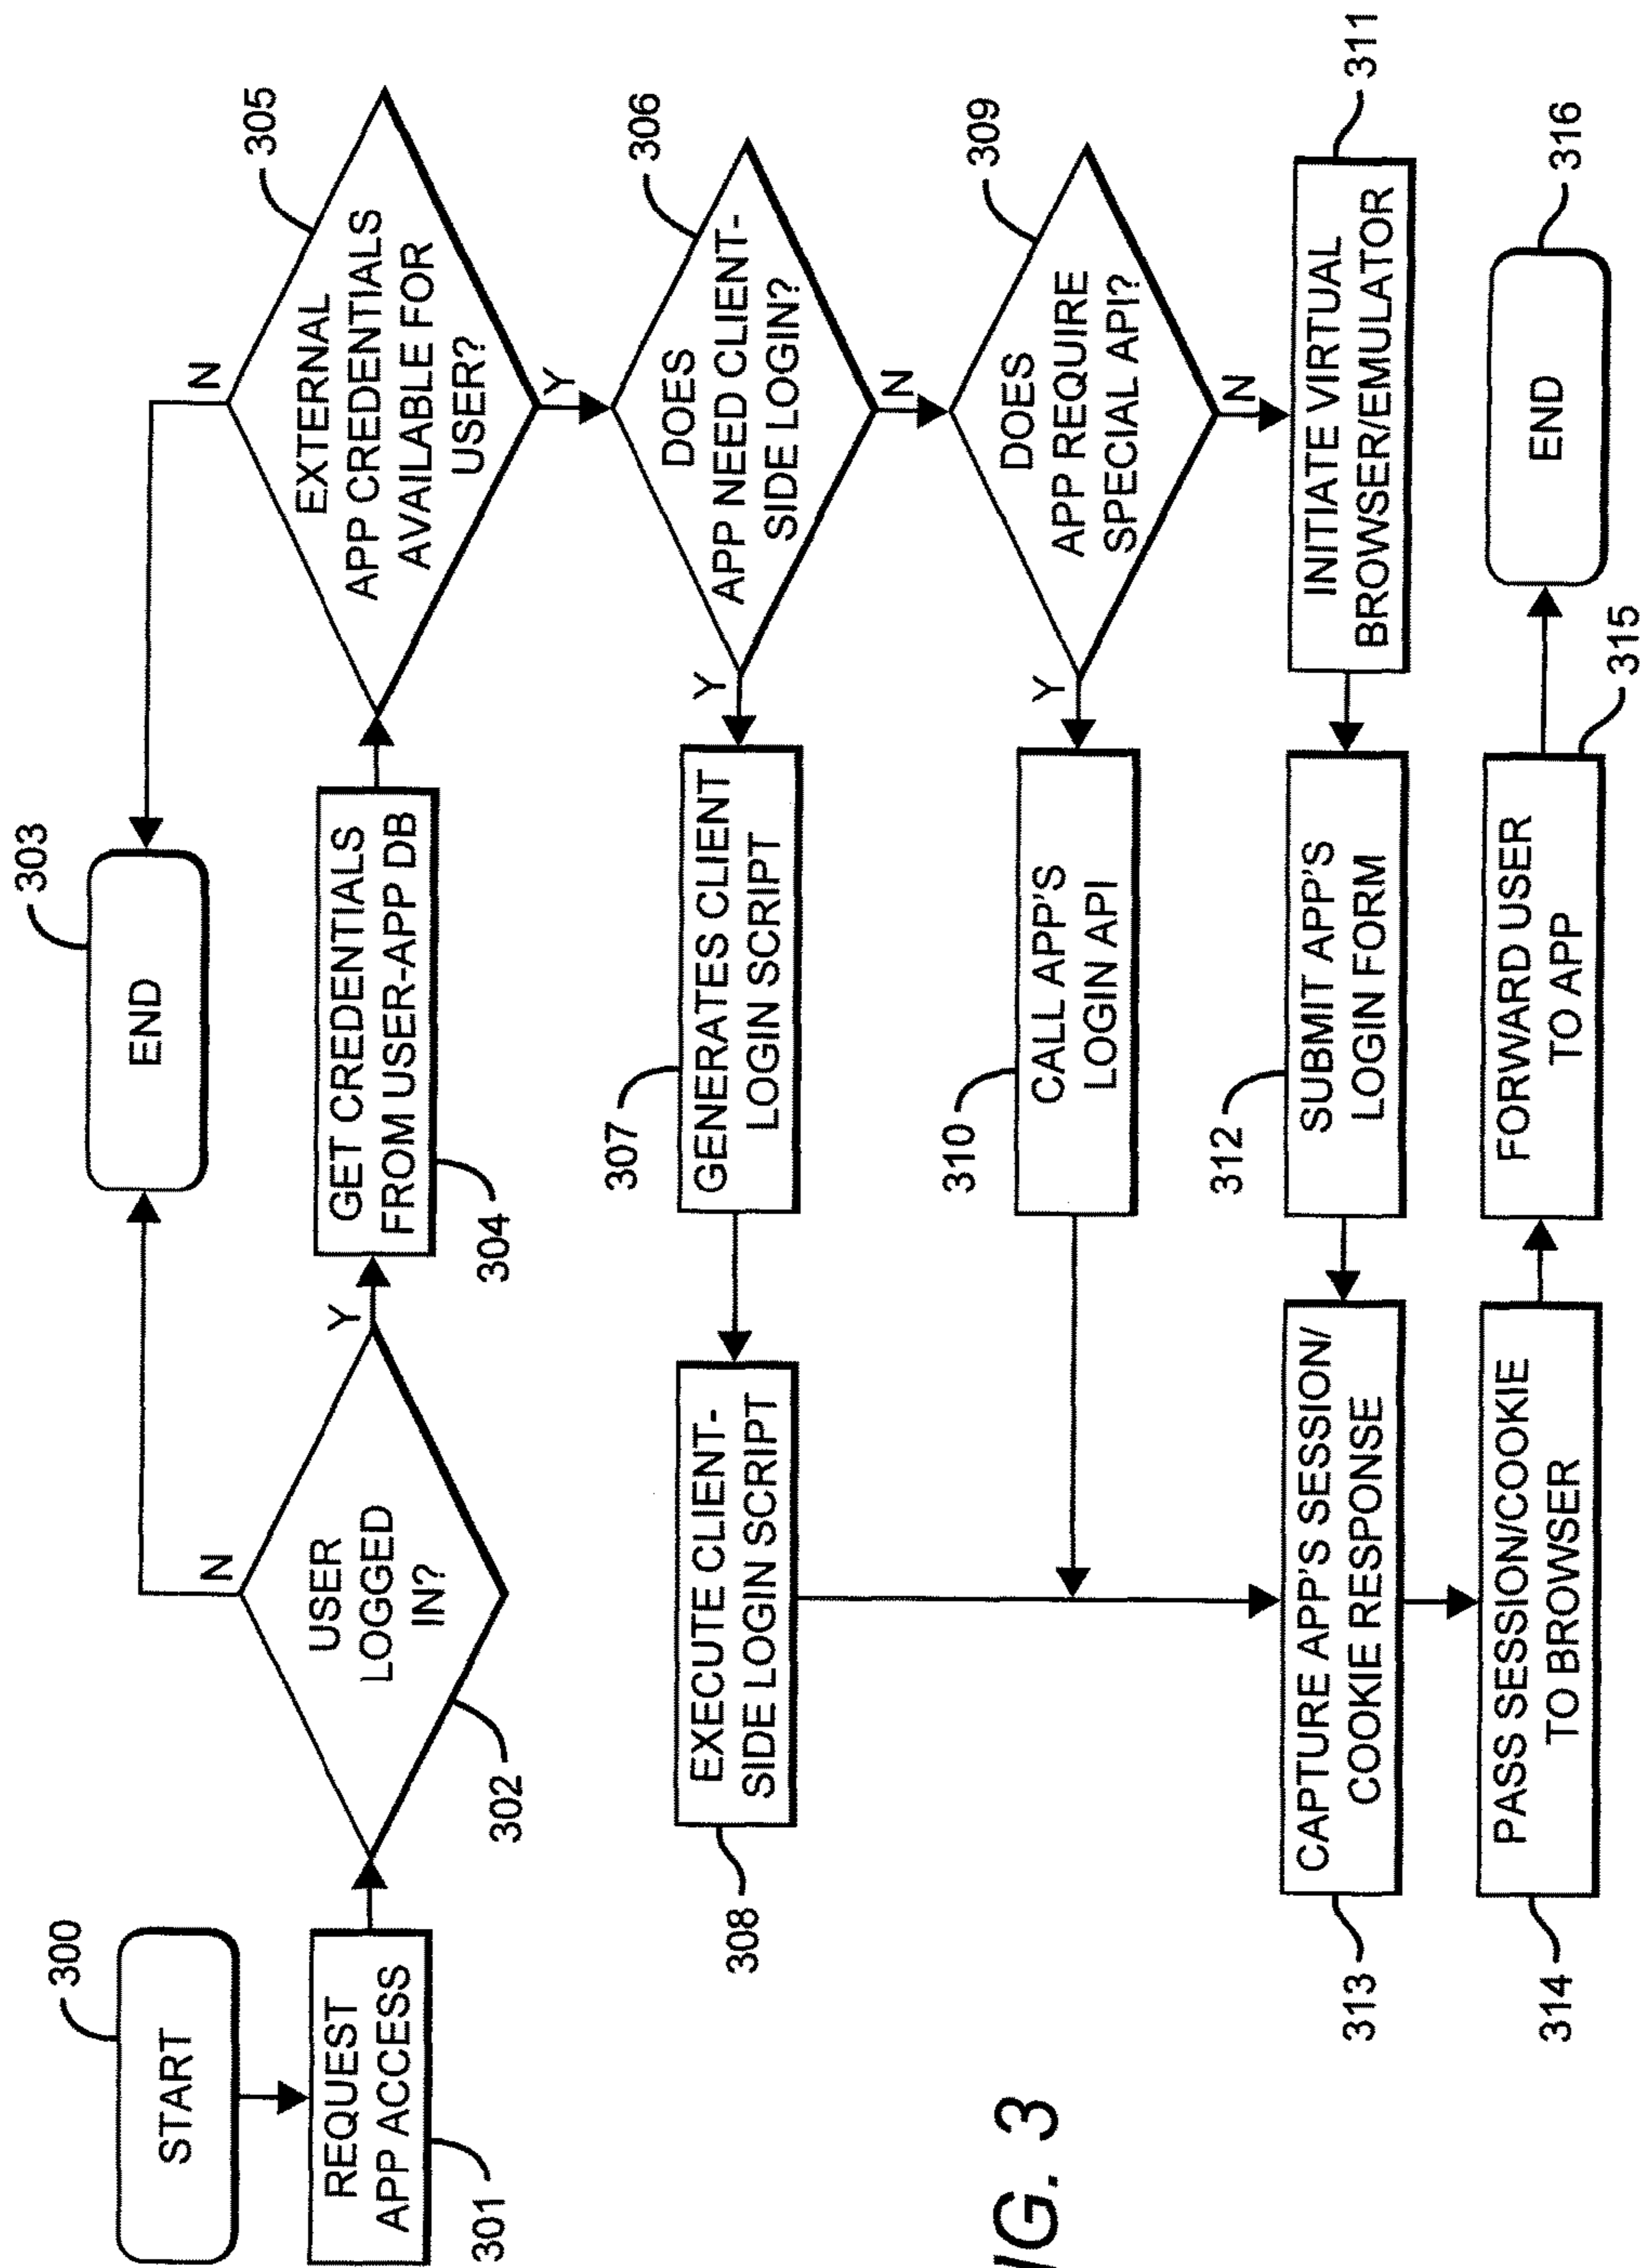 300
START
301
REQUEST
APP ACCESS
302
USER
LOGGED
IN?
N
Y
303
END
304
GET CREDENTIALS
FROM USER-APP DB
305
EXTERNAL
APP CREDENTIALS
AVAILABLE FOR
USER?
N
Y
306
DOES
APP NEED CLIENT-
SIDE LOGIN?
Y
N
307
GENERATES CLIENT
LOGIN SCRIPT
308
EXECUTE CLIENT-
SIDE LOGIN SCRIPT
309
DOES
APP REQUIRE
SPECIAL API?
Y
N
310
CALL APP'S
LOGIN API
311
INITIATE VIRTUAL
BROWSER/EMULATOR
312
SUBMIT APP'S
LOGIN FORM
313
CAPTURE APP'S SESSION/
COOKIE RESPONSE
314
PASS SESSION/COOKIE
TO BROWSER
315
FORWARD USER
TO APP
316
END
IG. 3